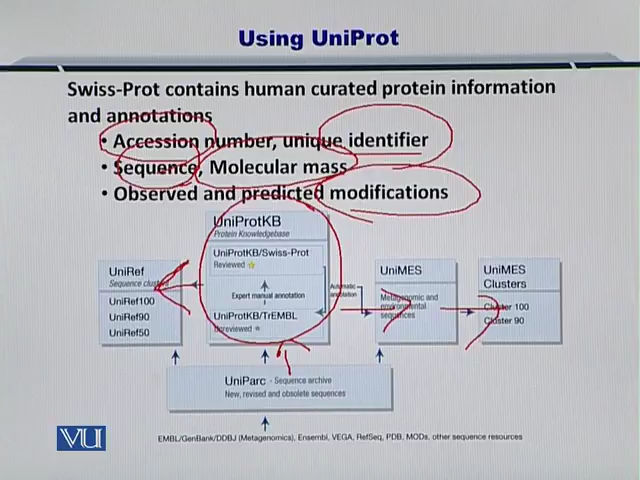 Using UniProt
Swiss-Prot contains human curated protein information
and annotations
• Accession number, unique identifier
• Sequence, Molecular mass
• Observed and predicted modifications
UniProtKB
Protein Knowledgebase
UniProtKB/Swiss-Prot
Reviewed
Expert manual annotation
UniProtKB/TrEMBL
Unreviewed
UniRef
Sequence clusters
UniRef100
UniRef90
UniRef50
Automatic
annotation
UniMES
Metagenomic and
environmental
sequences
UniMES
Clusters
Cluster 100
Cluster 90
UniParc - Sequence archive
New, revised and obsolete sequences
VU
EMBL/GenBank/DDBJ (Metagenomics), Ensembl, VEGA, RefSeq, PDB, MODs, other sequence resources